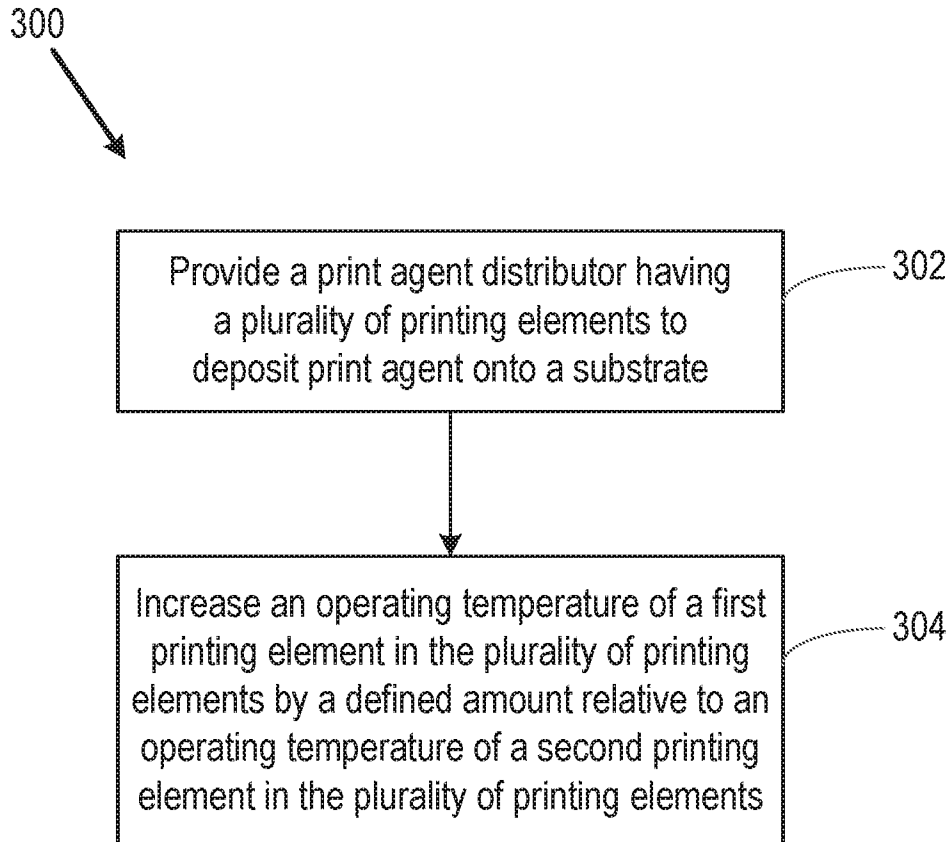 300
Provide a print agent distributor having
a plurality of printing elements to
deposit print agent onto a substrate
302
Increase an operating temperature of a first
printing element in the plurality of printing
elements by a defined amount relative to an
operating temperature of a second printing
element in the plurality of printing elements
304